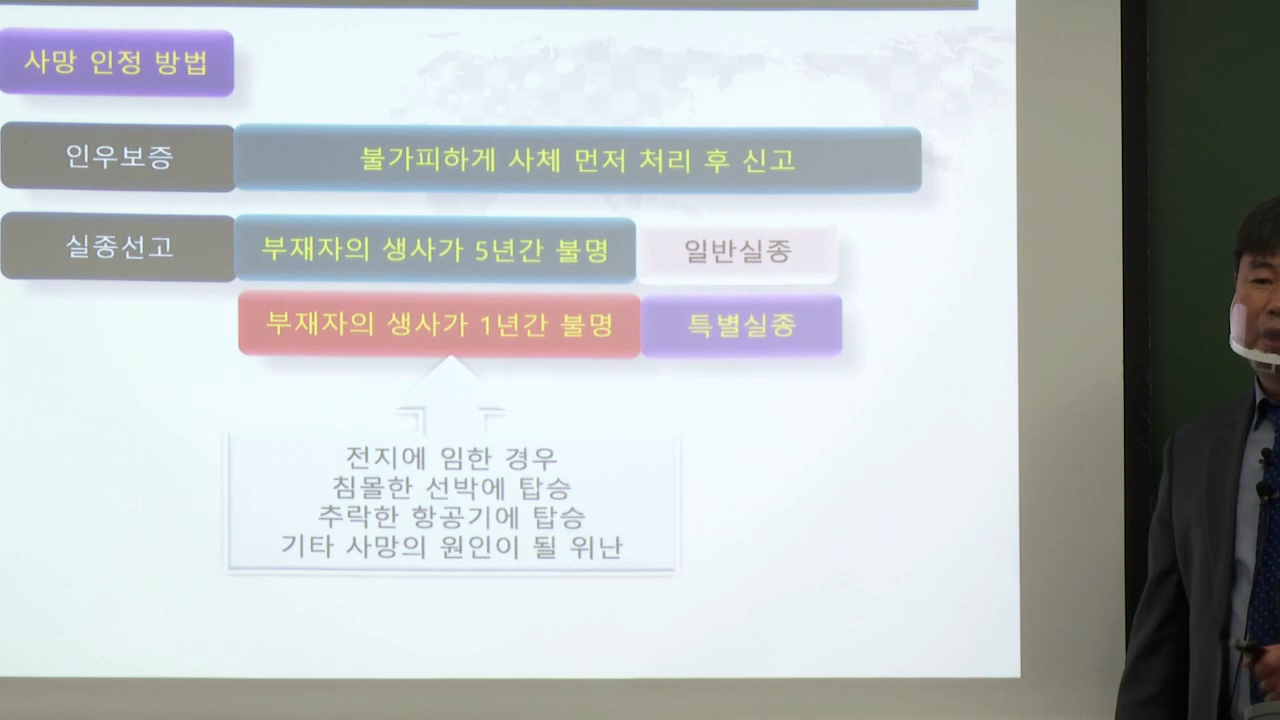 사망 인정 방법
인우보증
불가피하게 사체 먼저 처리 후 신고
실종선고
부재자의 생사가 5년간 불명
일반실종
부재자의 생사가 1년간 불명
특별실종
전지에 임한 경우
침몰한 선박에 탑승
추락한 항공기에 탑승
기타 사망의 원인이 될 위난